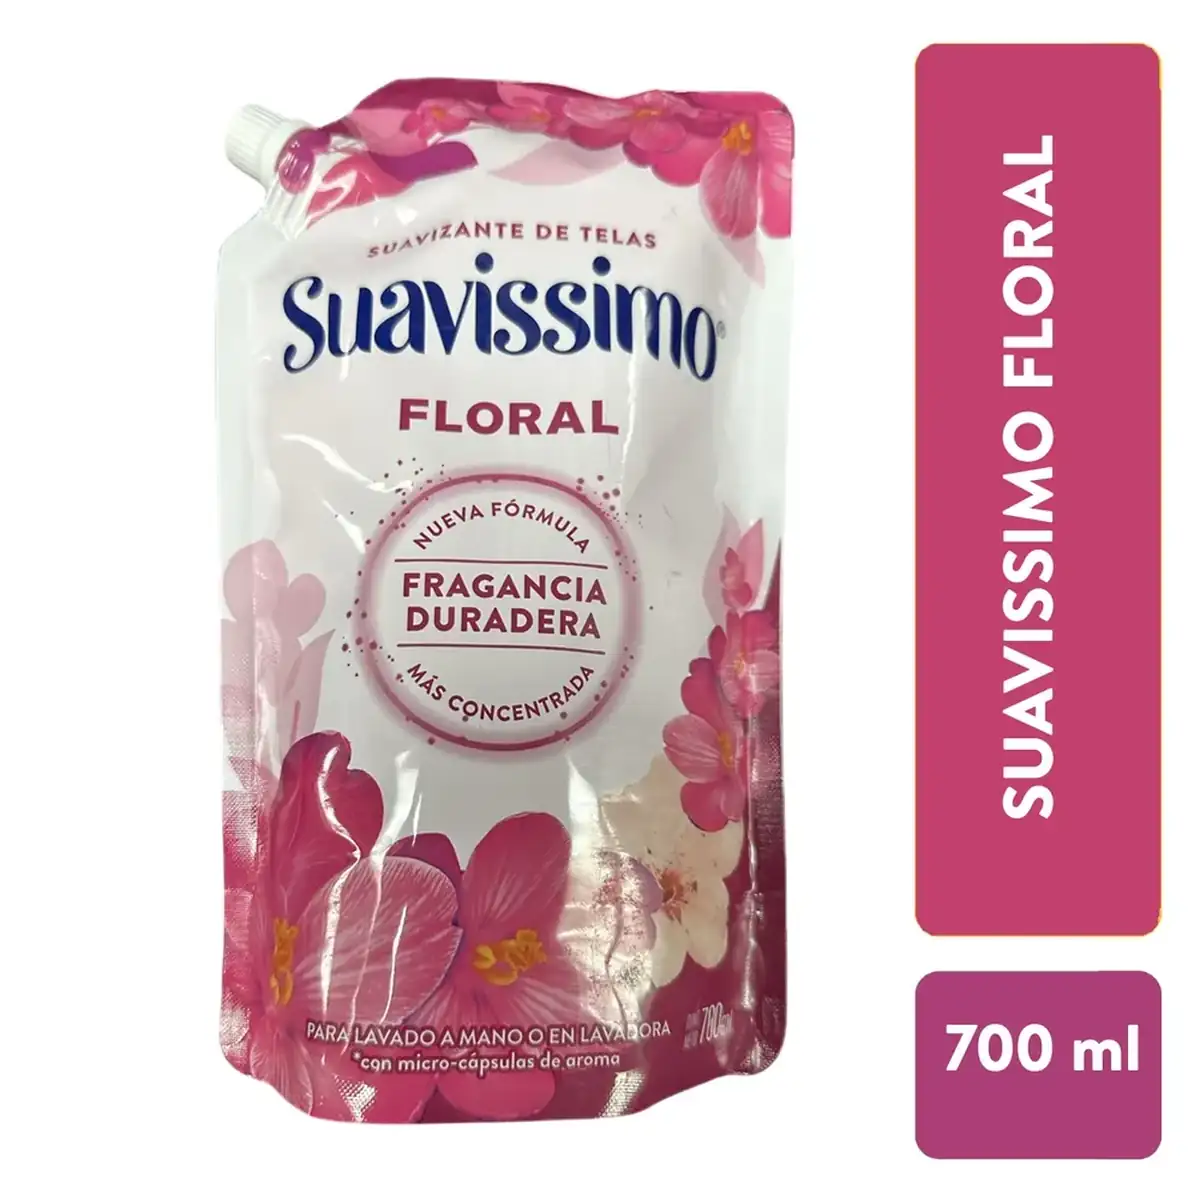 SUAVIZANTE DE TELAS
Suavissimo®
FLORAL
NUEVA FÓRMULA
FRAGANCIA
DURADERA
MÁS CONCENTRADA
PARA LAVADO A MANO O EN LAVADORA
*con micro-cápsulas de aroma
780 ml
SUAVISSIMO FLORAL
700 ml